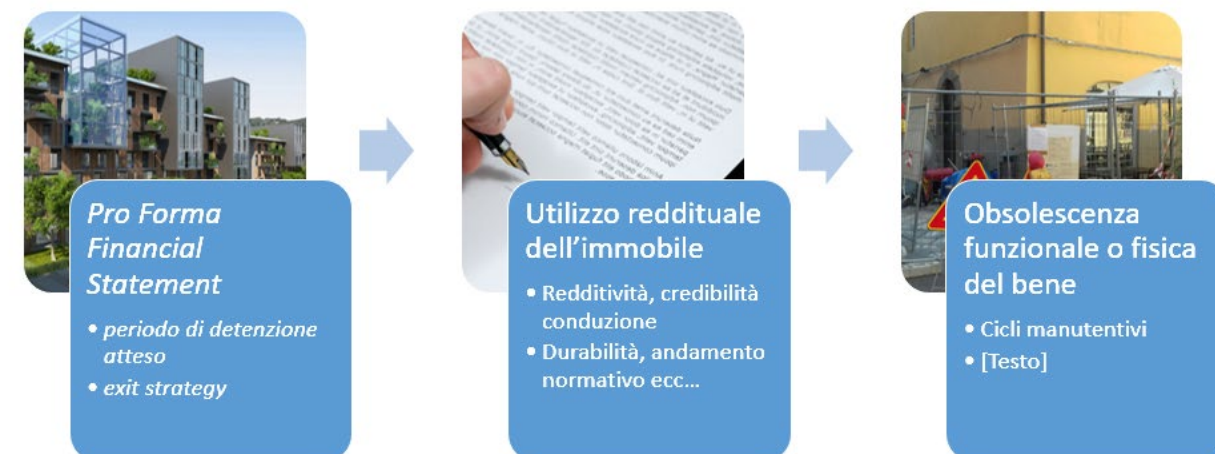 Pro Forma
Financial
Statement
• periodo di detenzione
atteso
• exit strategy
Utilizzo reddituale
dell'immobile
• Redditività, credibilità
conduzione
• Durabilità, andamento
normativo ecc...
Obsolescenza
funzionale o fisica
del bene
• Cicli manutentivi
• [Testo]